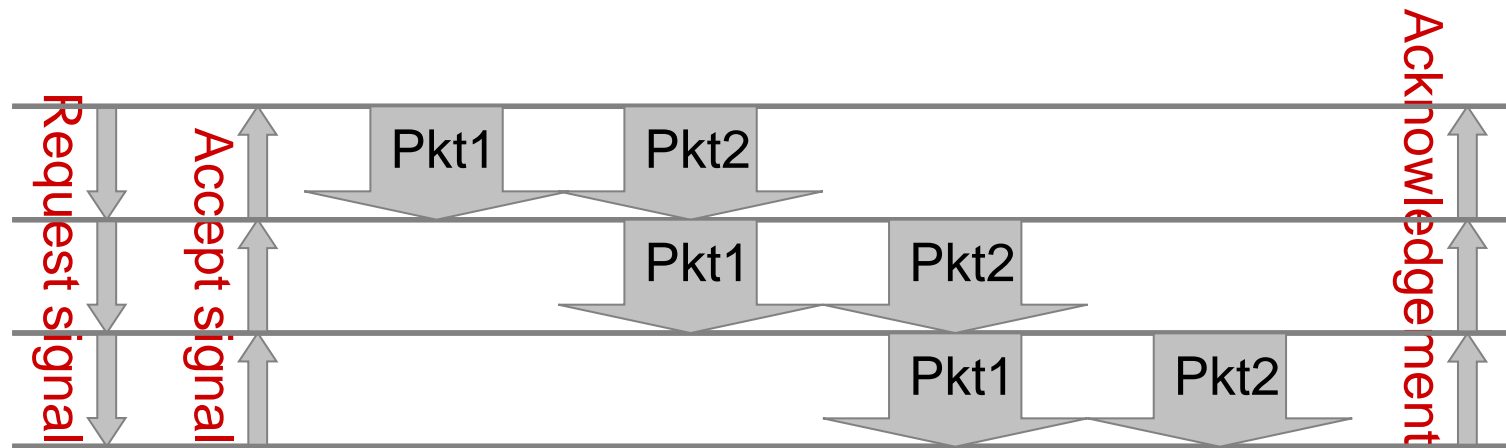 Request signal
Accept signal
Pkt1
Pkt2
Pkt1
Pkt2
Pkt1
Pkt2
Acknowledgement